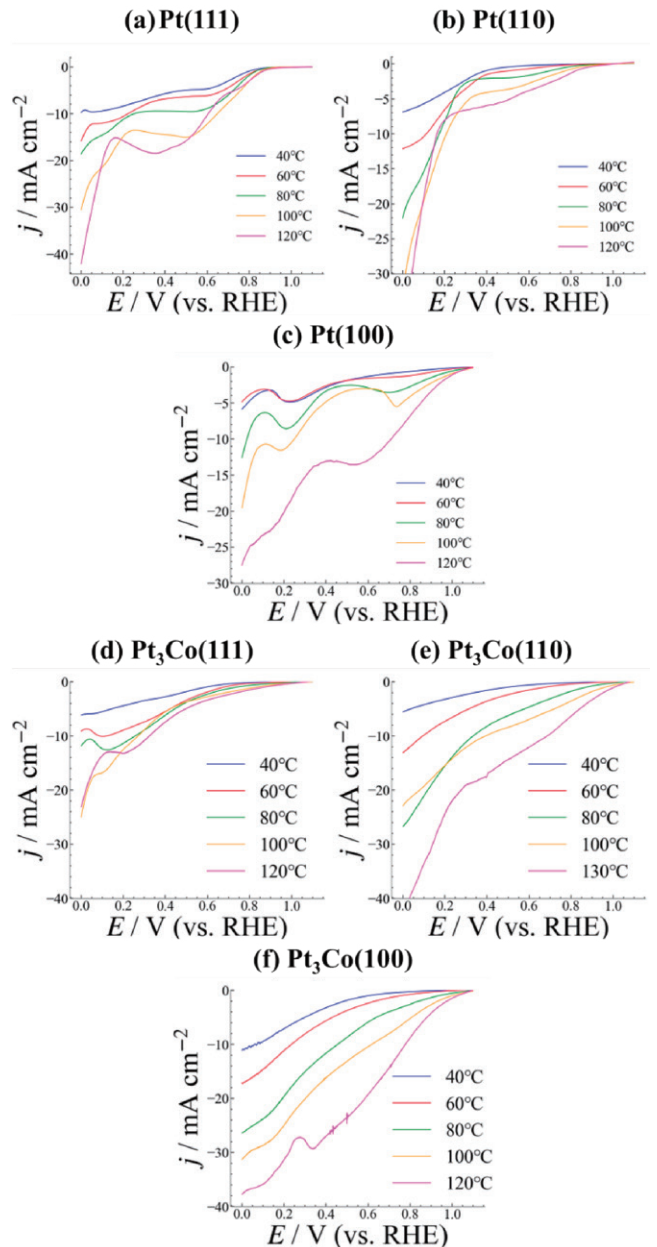 (a) Pt(111)
j / mA cm⁻²
0
−10
−20
−30
−40
40℃
60℃
80℃
100℃
120℃
0.0 0.2 0.4 0.6 0.8 1.0
E / V (vs. RHE)
(b) Pt(110)
j / mA cm⁻²
0
−5
−10
−15
−20
−25
−30
40℃
60℃
80℃
100℃
120℃
0.0 0.2 0.4 0.6 0.8 1.0
E / V (vs. RHE)
(c) Pt(100)
j / mA cm⁻²
0
−5
−10
−15
−20
−25
−30
40℃
60℃
80℃
100℃
120℃
0.0 0.2 0.4 0.6 0.8 1.0
E / V (vs. RHE)
(d) Pt₃Co(111)
j / mA cm⁻²
0
−10
−20
−30
−40
40℃
60℃
80℃
100℃
120℃
0.0 0.2 0.4 0.6 0.8 1.0
E / V (vs. RHE)
(e) Pt₃Co(110)
j / mA cm⁻²
0
−10
−20
−30
−40
40℃
60℃
80℃
100℃
130℃
0.0 0.2 0.4 0.6 0.8 1.0
E / V (vs. RHE)
(f) Pt₃Co(100)
j / mA cm⁻²
0
−10
−20
−30
−40
40℃
60℃
80℃
100℃
120℃
0.0 0.2 0.4 0.6 0.8 1.0
E / V (vs. RHE)